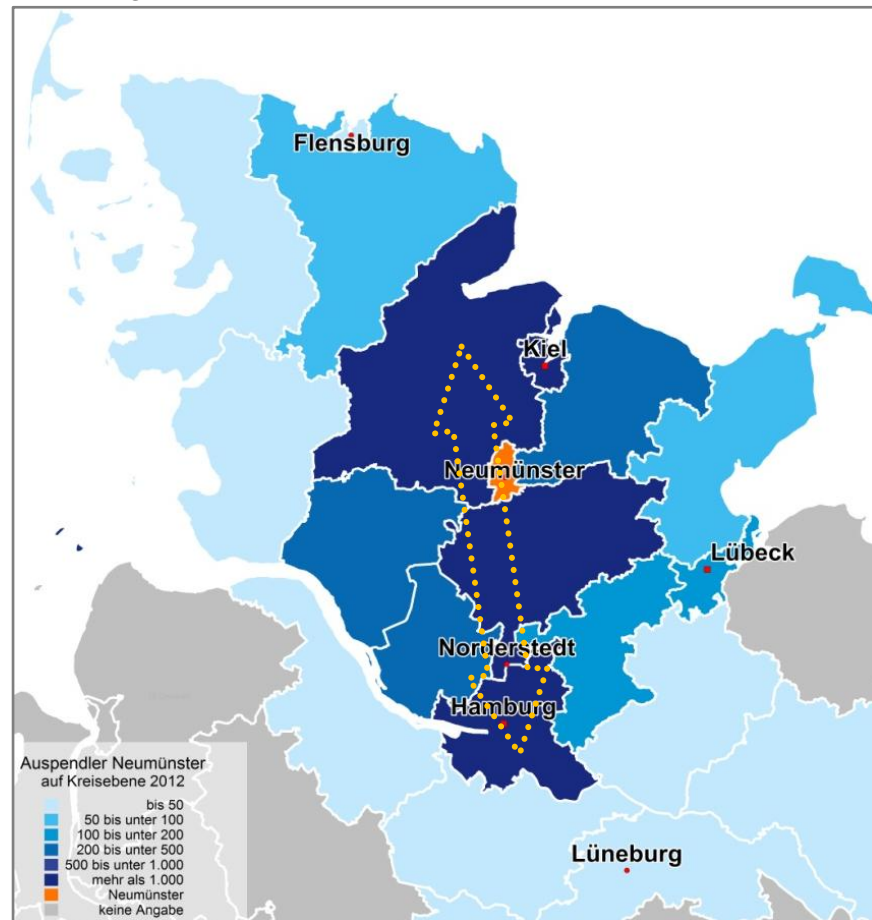 Flensburg
Kiel
Neumünster
Lübeck
Norderstedt
Hamburg
Lüneburg
Auspendler Neumünster
auf Kreisebene 2012
bis 50
50 bis unter 100
100 bis unter 200
200 bis unter 500
500 bis unter 1.000
mehr als 1.000
Neumünster
keine Angabe